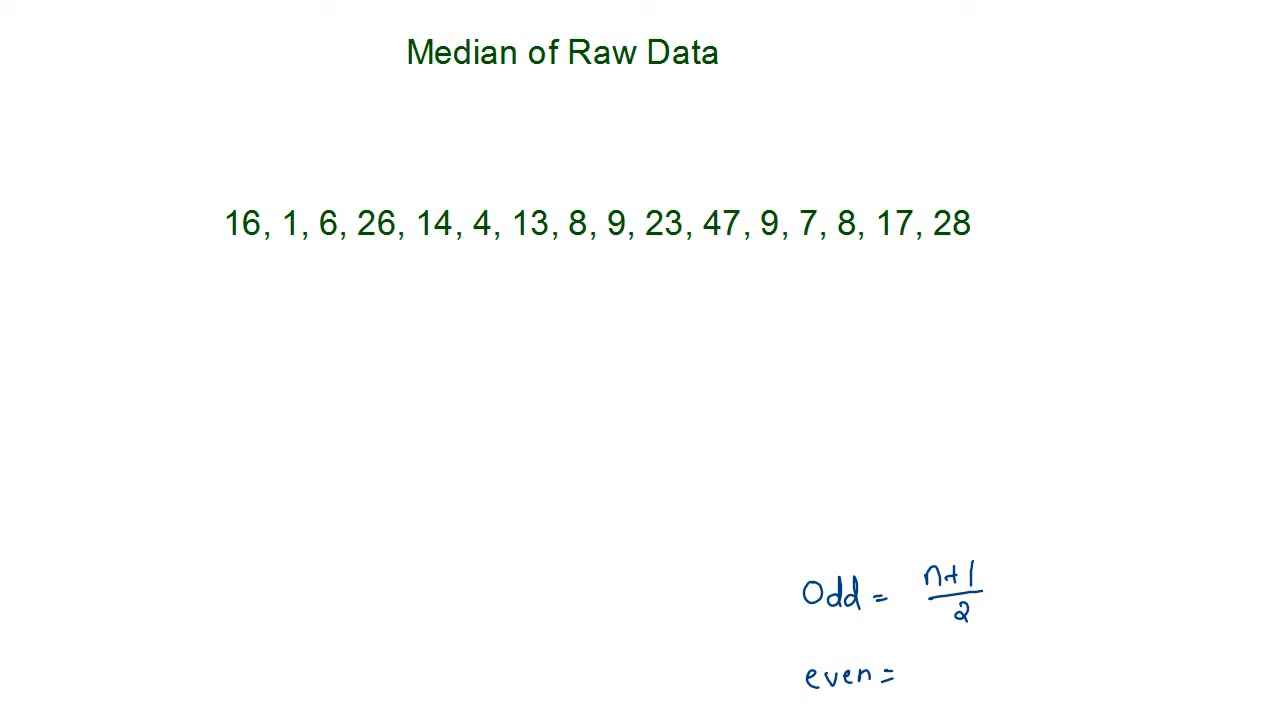 Median of Raw Data
16, 1, 6, 26, 14, 4, 13, 8, 9, 23, 47, 9, 7, 8, 17, 28
Odd = n+1
2
even =